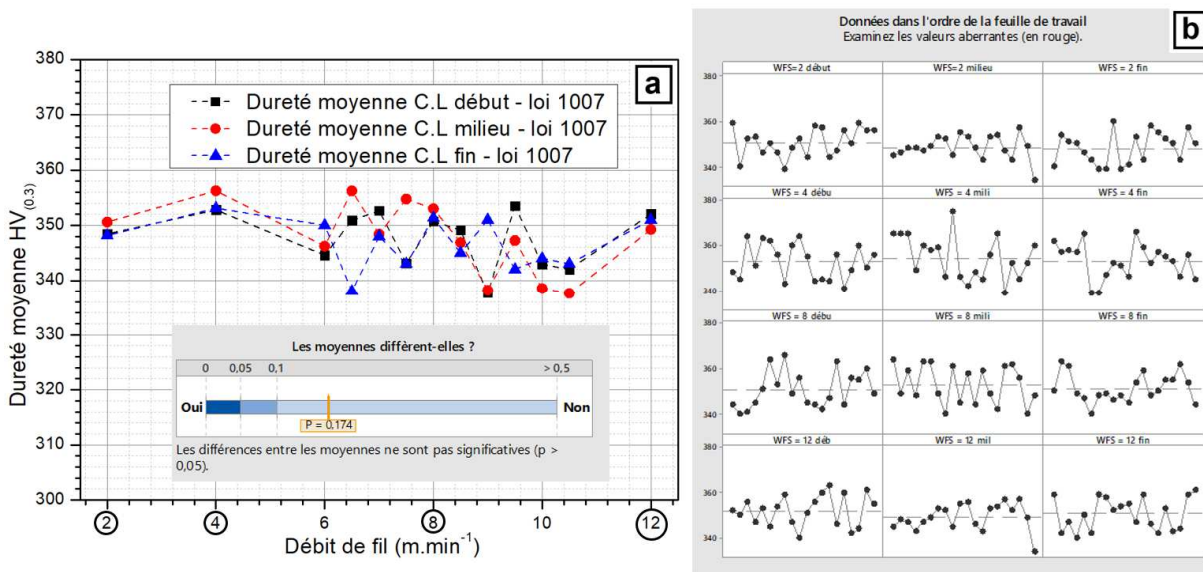 a
380
370
360
350
340
330
320
310
300
Dureté moyenne HV(0.3)
Dureté moyenne C.L début - loi 1007
Dureté moyenne C.L milieu - loi 1007
Dureté moyenne C.L fin - loi 1007
Les moyennes diffèrent-elles ?
0 0,05 0,1 > 0,5
Oui Non
P = 0,174
Les différences entre les moyennes ne sont pas significatives (p >
0,05).
2 4 6 8 10 12
Débit de fil (m.min⁻¹)
b
Données dans l'ordre de la feuille de travail
Examinez les valeurs aberrantes (en rouge).
WFS=2 début WFS=2 milieu WFS = 2 fin
380
360
340
WFS = 4 débu WFS = 4 mili WFS = 4 fin
380
360
340
WFS = 8 débu WFS = 8 mili WFS = 8 fin
380
360
340
WFS = 12 déb WFS = 12 mil WFS = 12 fin
380
360
340